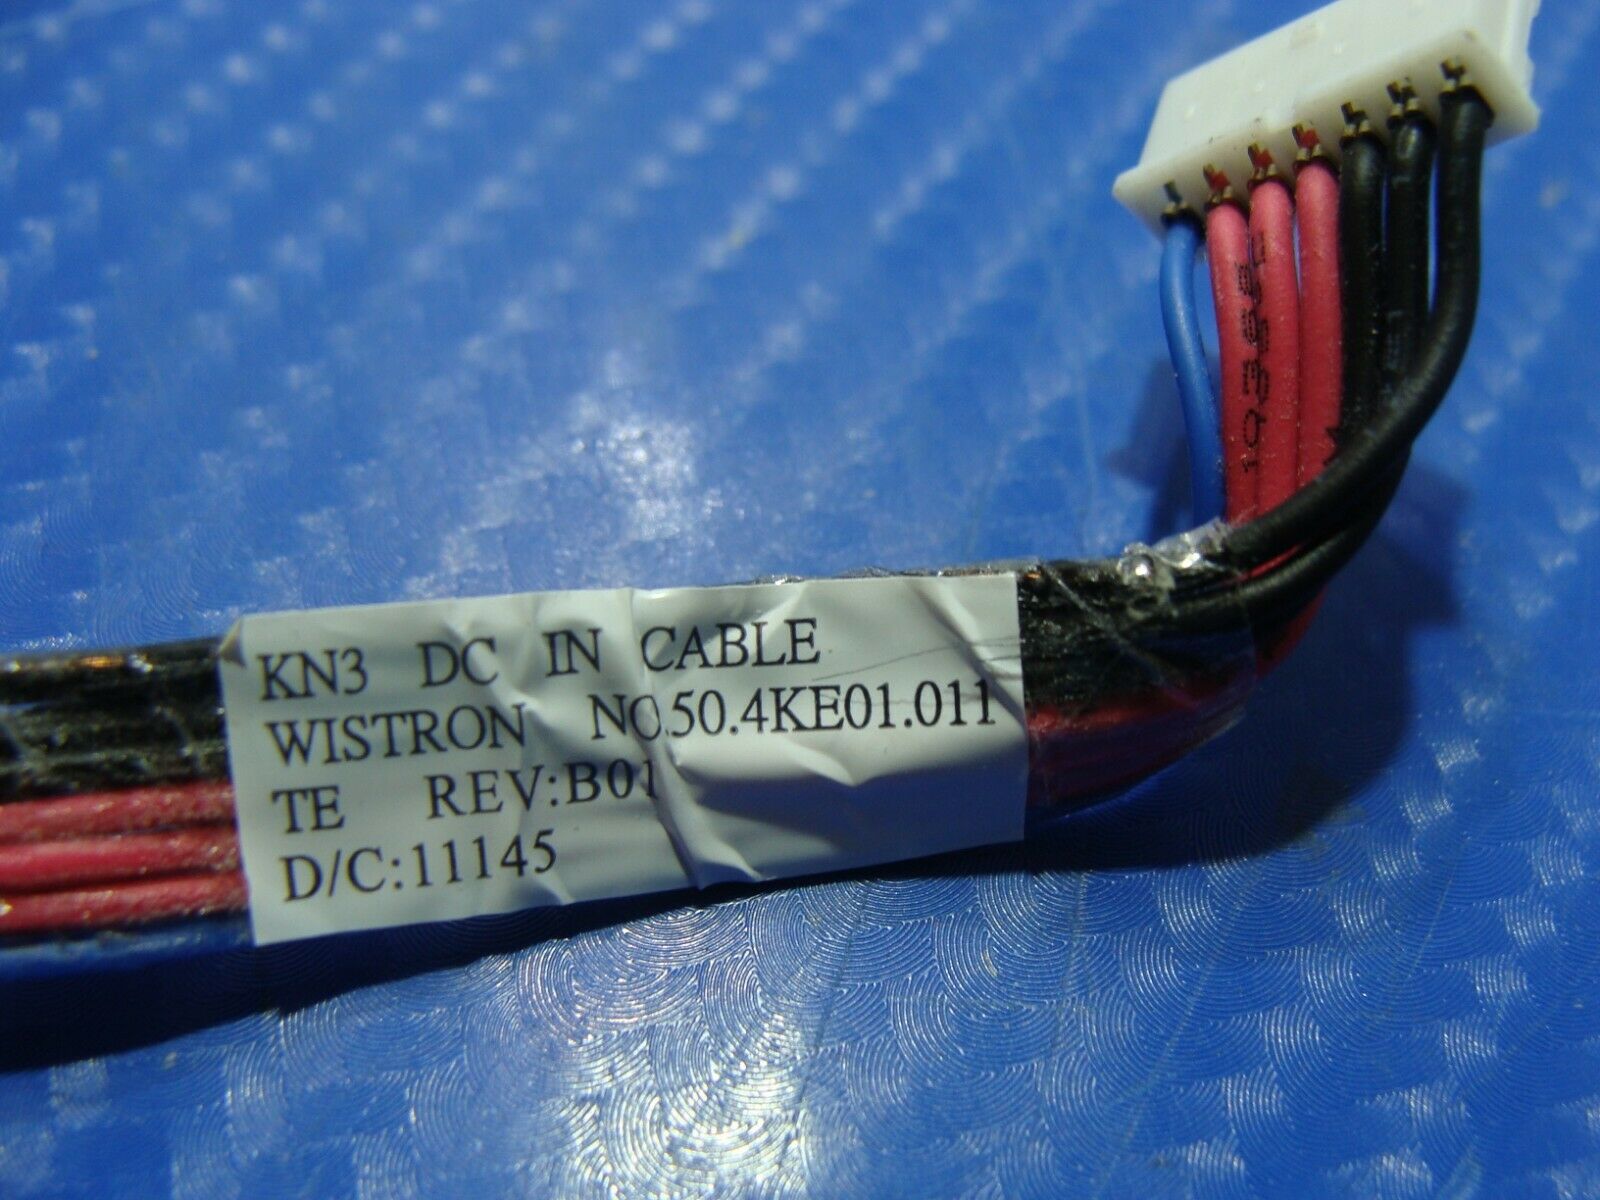 KN3 DC IN CABLE
WISTRON NO.50.4KE01.011
TE REV:B01
D/C:11145